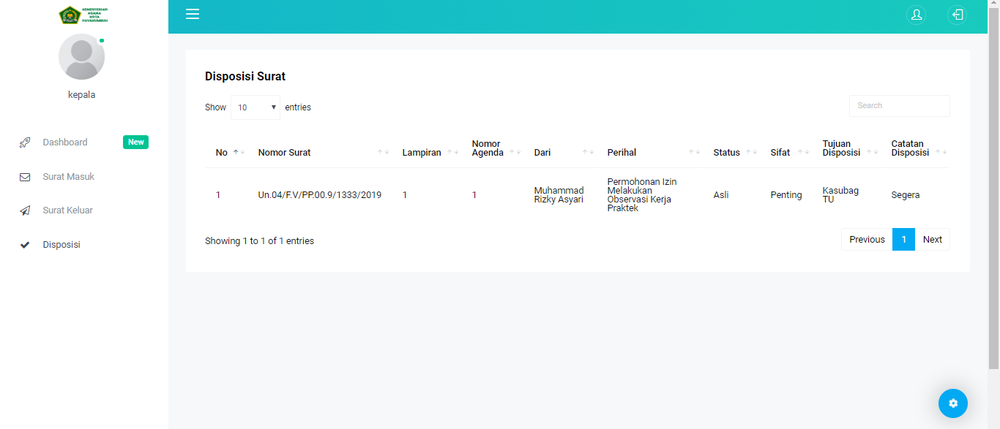 KEMENTERIAN
AGAMA
KOTA
PAYAKUMBUH
kepala
Dashboard New
Surat Masuk
Surat Keluar
Disposisi
Disposisi Surat
Show 10 entries
Search
No Nomor Surat Lampiran Nomor Agenda Dari Perihal Status Sifat Tujuan Disposisi Catatan Disposisi
1 Un.04/F.V/PP.00.9/1333/2019 1 1 Muhammad Rizky Asyari Permohonan Izin Melakukan Observasi Kerja Praktek Asli Penting Kasubag TU Segera
Showing 1 to 1 of 1 entries
Previous 1 Next